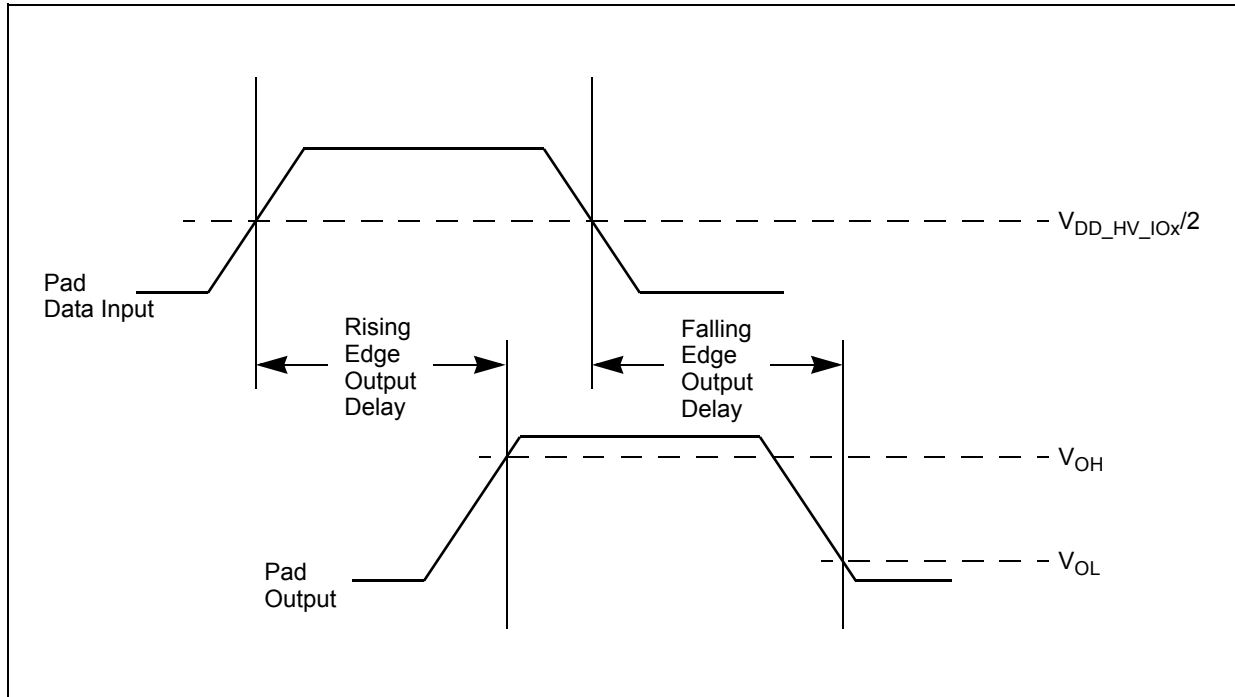 V_DD_HV_IOx/2
Pad
Data Input
Rising
Edge
Output
Delay
Falling
Edge
Output
Delay
V_OH
V_OL
Pad
Output